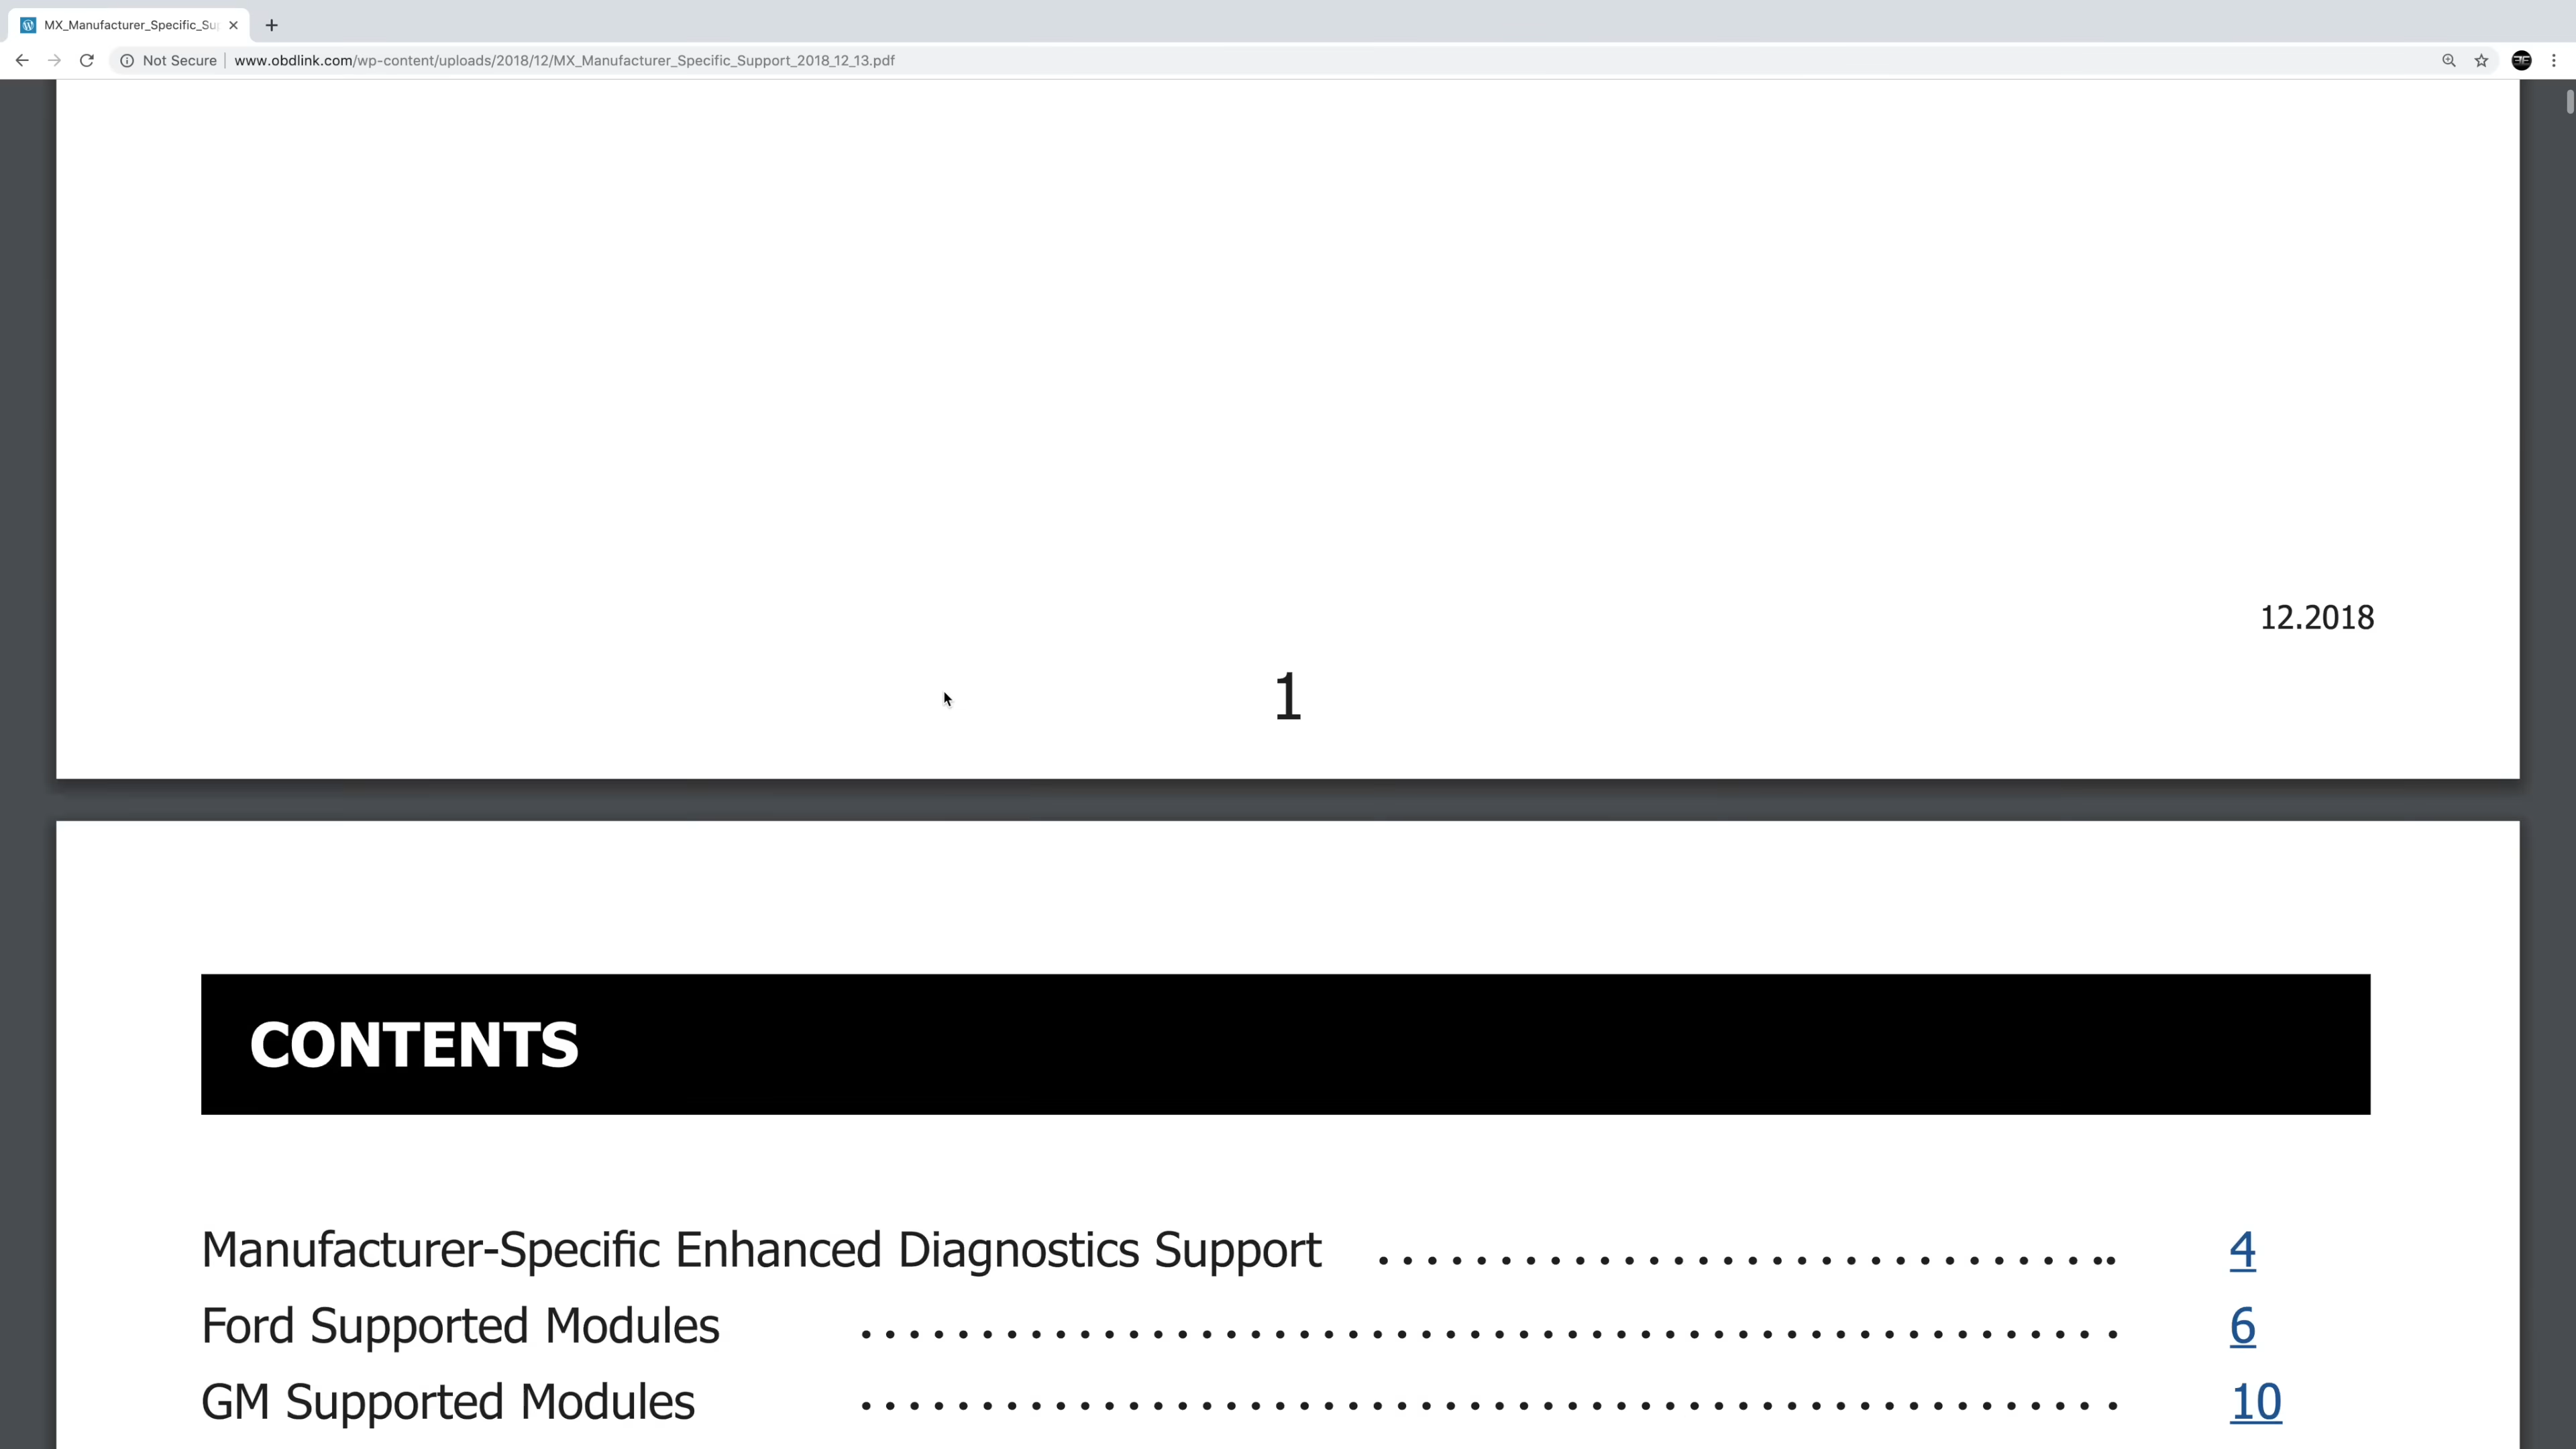 MX_Manufacturer_Specific_Su
Not Secure www.obdlink.com/wp-content/uploads/2018/12/MX_Manufacturer_Specific_Support_2018_12_13.pdf
12.2018
1
CONTENTS
Manufacturer-Specific Enhanced Diagnostics Support 4
Ford Supported Modules 6
GM Supported Modules 10